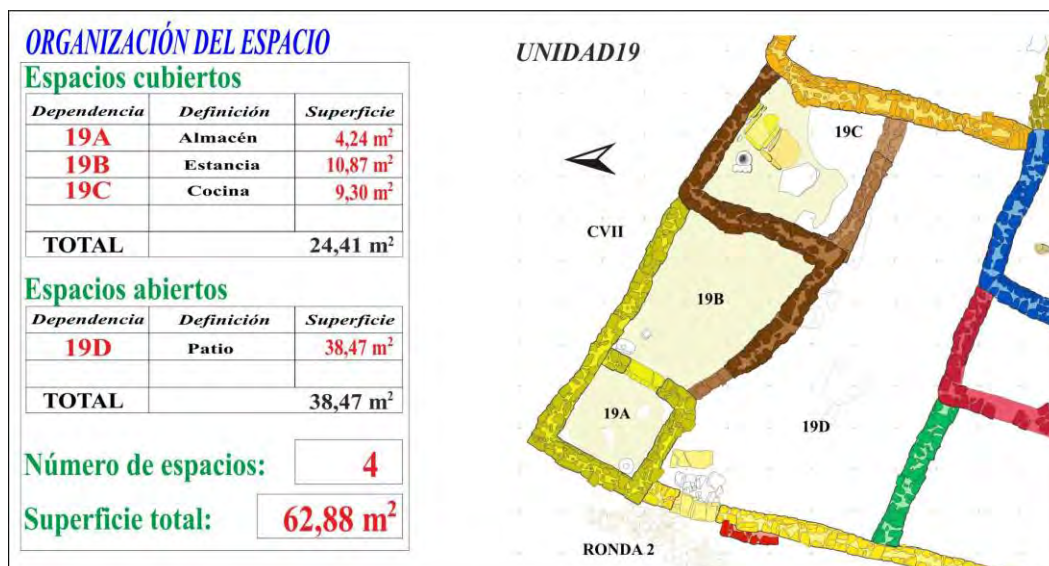 ORGANIZACIÓN DEL ESPACIO
Espacios cubiertos
Dependencia Definición Superficie
19A Almacén 4,24 m²
19B Estancia 10,87 m²
19C Cocina 9,30 m²
TOTAL 24,41 m²
Espacios abiertos
Dependencia Definición Superficie
19D Patio 38,47 m²
TOTAL 38,47 m²
Número de espacios: 4
Superficie total: 62,88 m²
UNIDAD19
19C
CVII
19B
19A
19D
RONDA 2